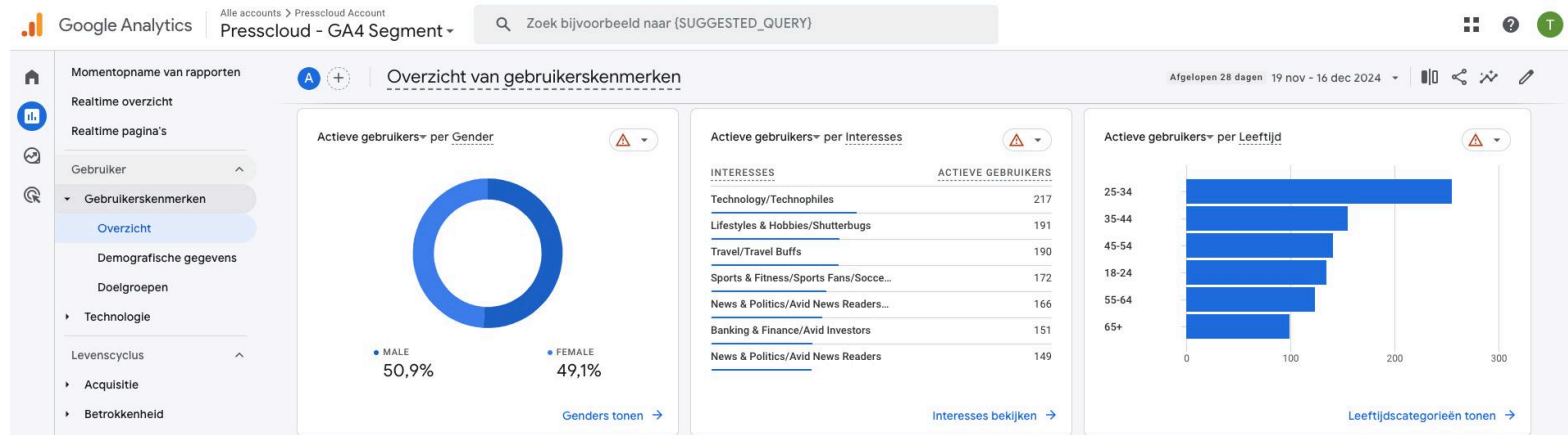 Google Analytics
Alle accounts > Presscloud Account
Presscloud - GA4 Segment
Zoek bijvoorbeeld naar {SUGGESTED_QUERY}
T
Momentopname van rapporten
Realtime overzicht
Realtime pagina's
Gebruiker
Gebruikerskenmerken
Overzicht
Demografische gegevens
Doelgroepen
Technologie
Levenscyclus
Acquisitie
Betrokkenheid
A
Overzicht van gebruikerskenmerken
Afgelopen 28 dagen 19 nov - 16 dec 2024
Actieve gebruikers per Gender
MALE
50,9%
FEMALE
49,1%
Genders tonen
Actieve gebruikers per Interesses
INTERESSES ACTIEVE GEBRUIKERS
Technology/Technophiles 217
Lifestyles & Hobbies/Shutterbugs 191
Travel/Travel Buffs 190
Sports & Fitness/Sports Fans/Socce... 172
News & Politics/Avid News Readers... 166
Banking & Finance/Avid Investors 151
News & Politics/Avid News Readers 149
Interesses bekijken
Actieve gebruikers per Leeftijd
25-34
35-44
45-54
18-24
55-64
65+
0 100 200 300
Leeftijdscategorieën tonen